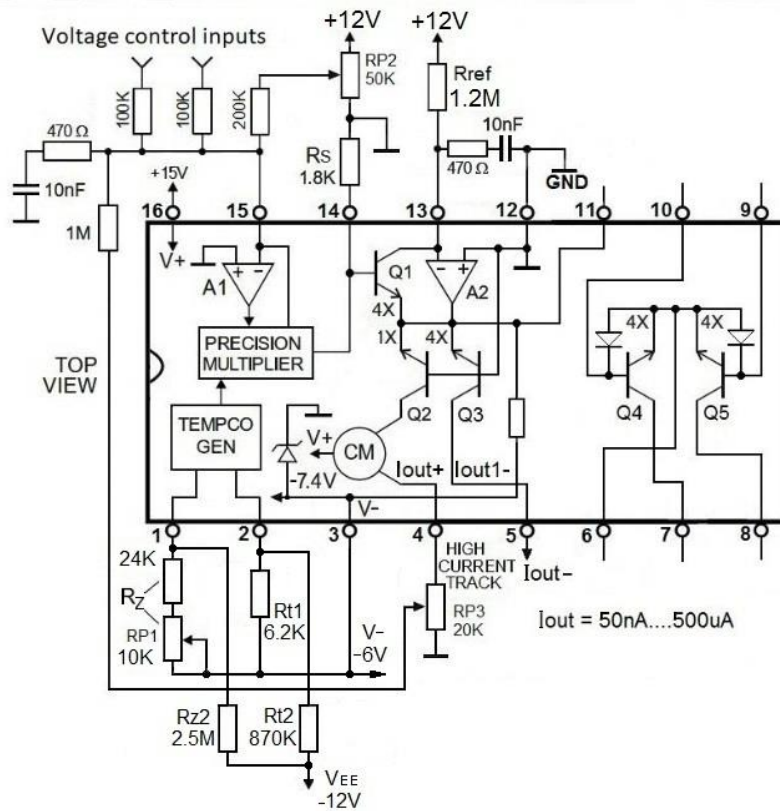 Voltage control inputs
+12V
+12V
RP2
50K
Rref
1.2M
100K
100K
200K
470 Ω
10nF
10nF
RS
1.8K
470 Ω
GND
+15V
1M
16
15
14
13
12
11
10
9
V+
A1
+ -
Q1
- +
A2
4X
1X
4X
4X
4X
PRECISION
MULTIPLIER
TOP
VIEW
Q2
Q3
Q4
Q5
TEMPCO
GEN
V+
CM
-7.4V
Iout+
Iout1-
V-
1
2
3
4
5
6
7
8
24K
RZ
RP1
10K
Rt1
6.2K
HIGH
CURRENT
TRACK
Iout-
RP3
20K
Iout = 50nA....500uA
V-
-6V
Rz2
2.5M
Rt2
870K
VEE
-12V